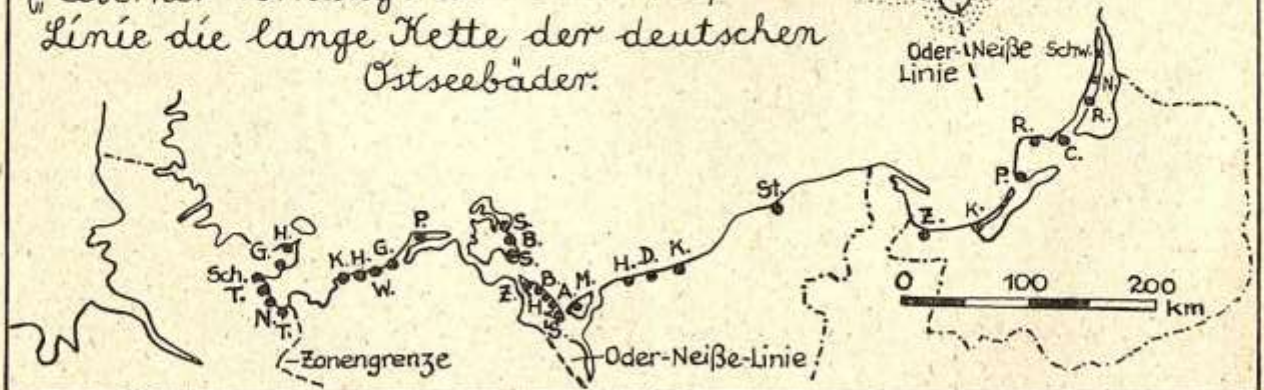 Linie die lange Kette der deutschen
Ostseebäder.
Oder-Neiße
Linie
Schw.
N.
R.
R.
C.
P.
K.
Z.
St.
H. D. K.
S.
B.
S.
P.
K. H. G.
W.
H.
G.
Sch.
T.
N.
T.
Z. B. A. M.
H.
S.
0 100 200
km
Zonengrenze
Oder-Neiße-Linie